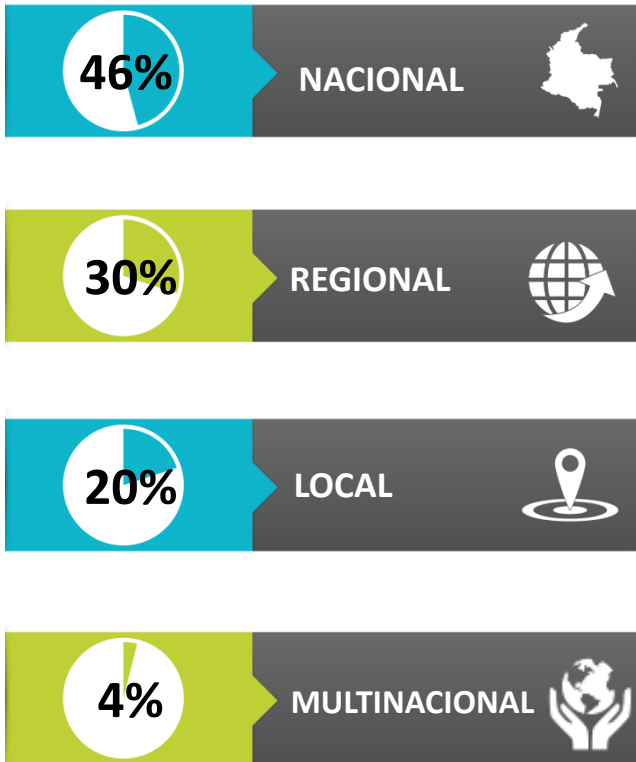 46%
NACIONAL
30%
REGIONAL
20%
LOCAL
4%
MULTINACIONAL